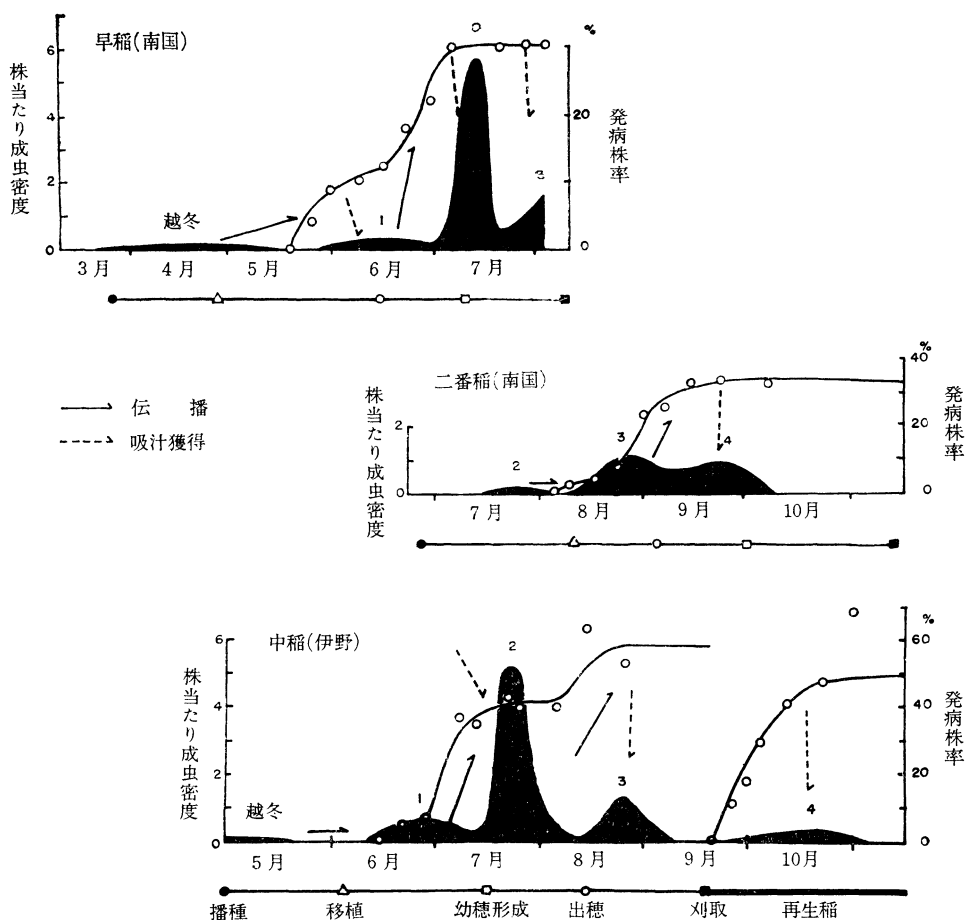 早稲(南国)
%
6
4
2
0
20
0
株当たり成虫密度
発病株率
越冬
1
3月 4月 5月 6月 7月
二番稲(南国)
%
40
20
0
2
0
株当たり成虫密度
発病株率
2
3
4
7月 8月 9月 10月
伝播
吸汁獲得
中稲(伊野)
%
6
4
2
0
60
40
20
0
株当たり成虫密度
発病株率
越冬
1
2
3
4
5月 6月 7月 8月 9月 10月
播種 移植 幼穂形成 出穂 刈取 再生稲